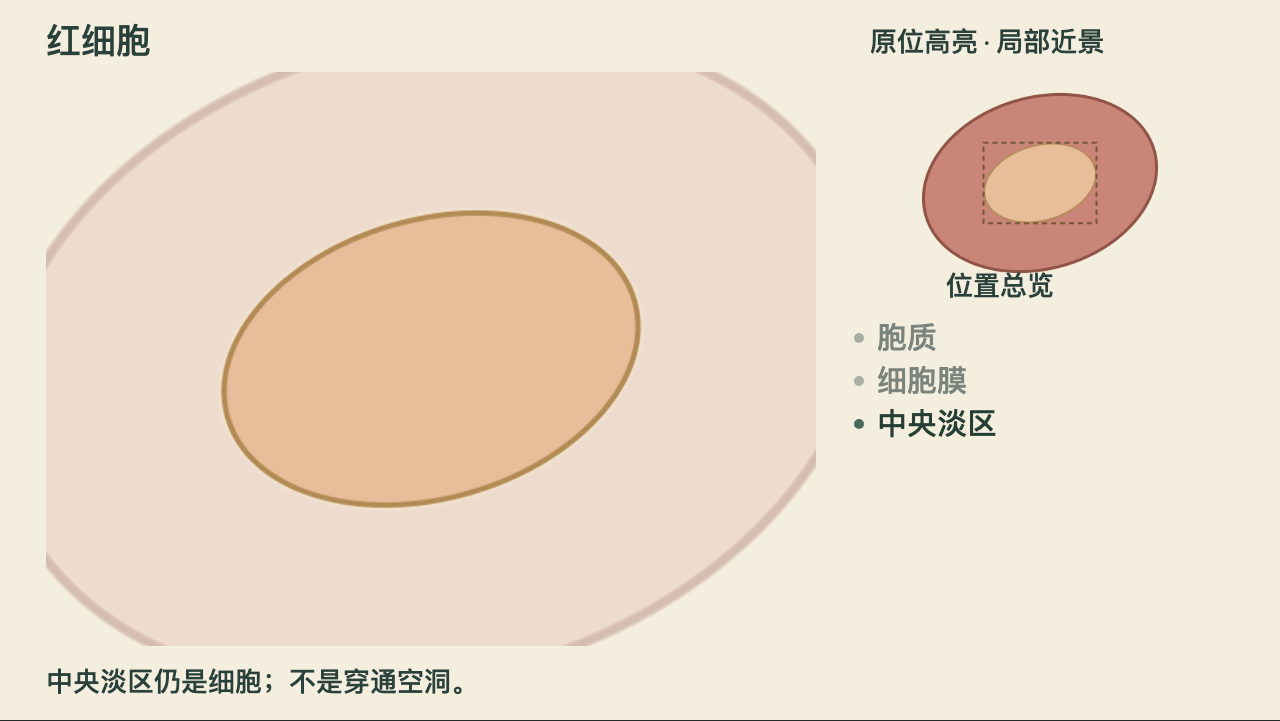 红细胞
原位高亮 · 局部近景
位置总览
胞质
细胞膜
中央淡区
中央淡区仍是细胞；不是穿通空洞。